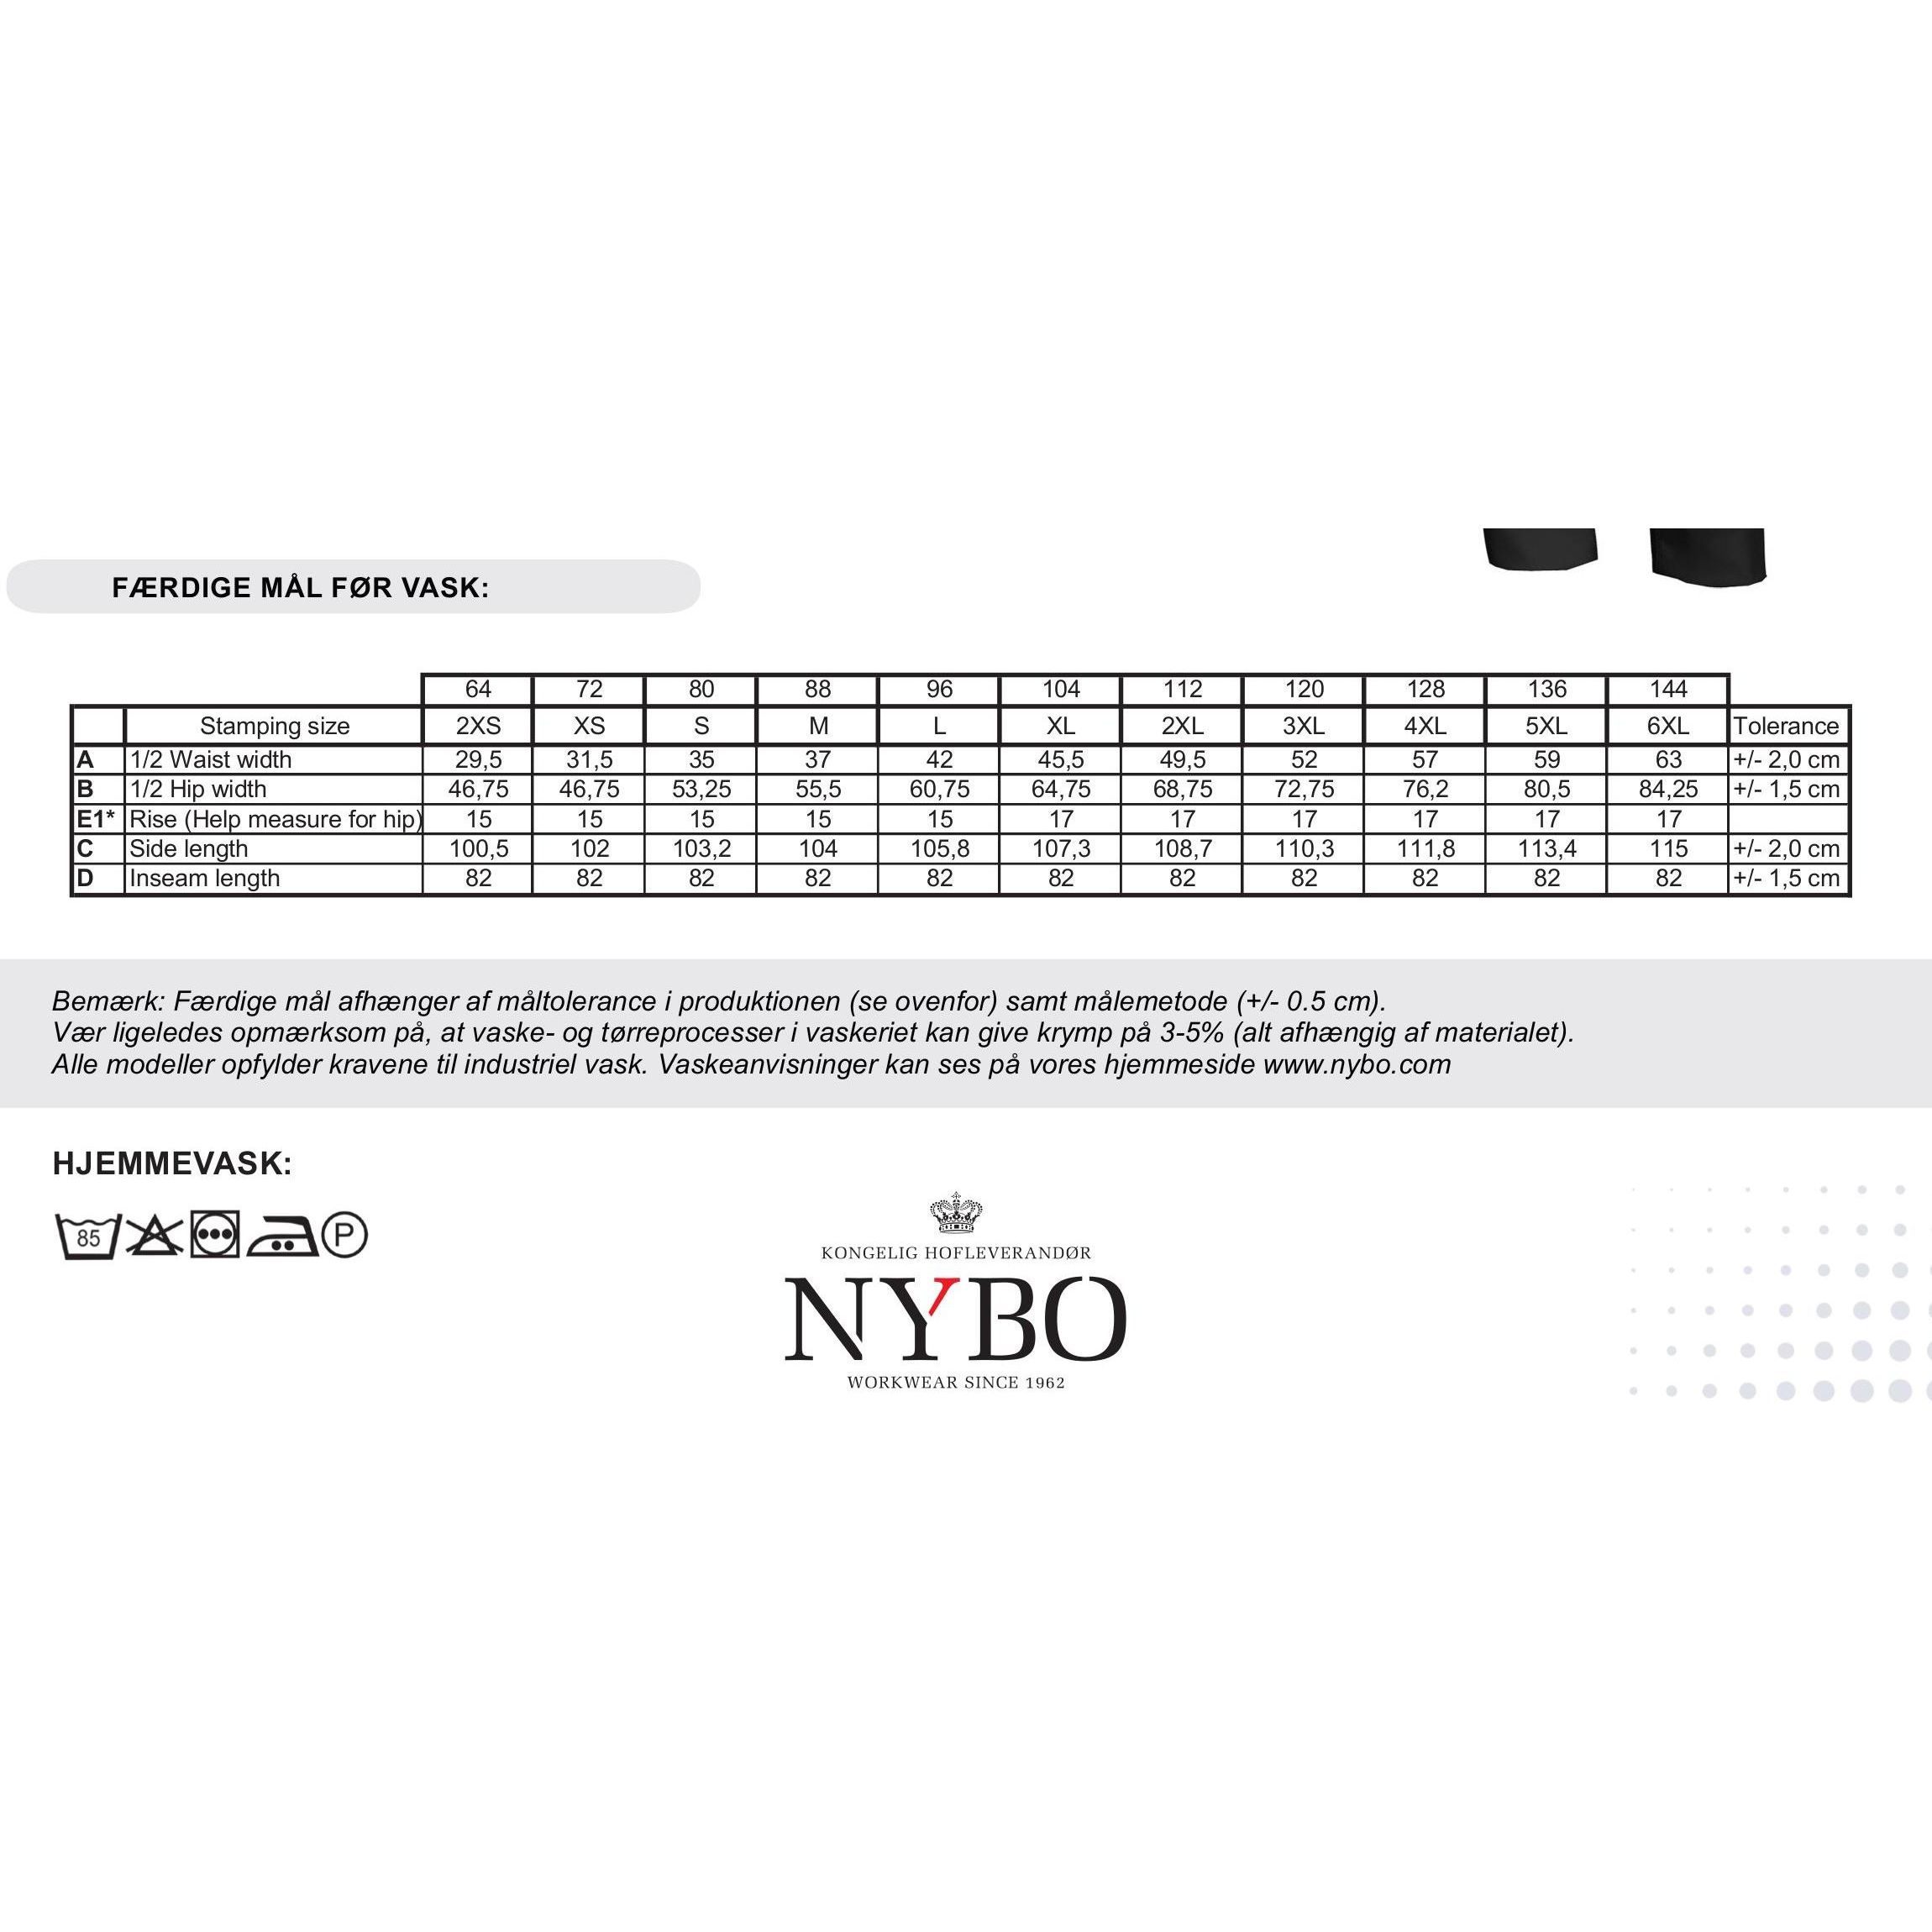 FÆRDIGE MÅL FØR VASK:
64 72 80 88 96 104 112 120 128 136 144
Stamping size 2XS XS S M L XL 2XL 3XL 4XL 5XL 6XL Tolerance
A 1/2 Waist width 29,5 31,5 35 37 42 45,5 49,5 52 57 59 63 +/- 2,0 cm
B 1/2 Hip width 46,75 46,75 53,25 55,5 60,75 64,75 68,75 72,75 76,2 80,5 84,25 +/- 1,5 cm
E1* Rise (Help measure for hip) 15 15 15 15 15 17 17 17 17 17 17
C Side length 100,5 102 103,2 104 105,8 107,3 108,7 110,3 111,8 113,4 115 +/- 2,0 cm
D Inseam length 82 82 82 82 82 82 82 82 82 82 82 +/- 1,5 cm
Bemærk: Færdige mål afhænger af måltolerance i produktionen (se ovenfor) samt målemetode (+/- 0.5 cm).
Vær ligeledes opmærksom på, at vaske- og tørreprocesser i vaskeriet kan give krymp på 3-5% (alt afhængig af materialet).
Alle modeller opfylder kravene til industriel vask. Vaskeanvisninger kan ses på vores hjemmeside www.nybo.com
HJEMMEVASK:
85 P
KONGELIG HOFLEVERANDØR
NYBO
WORKWEAR SINCE 1962